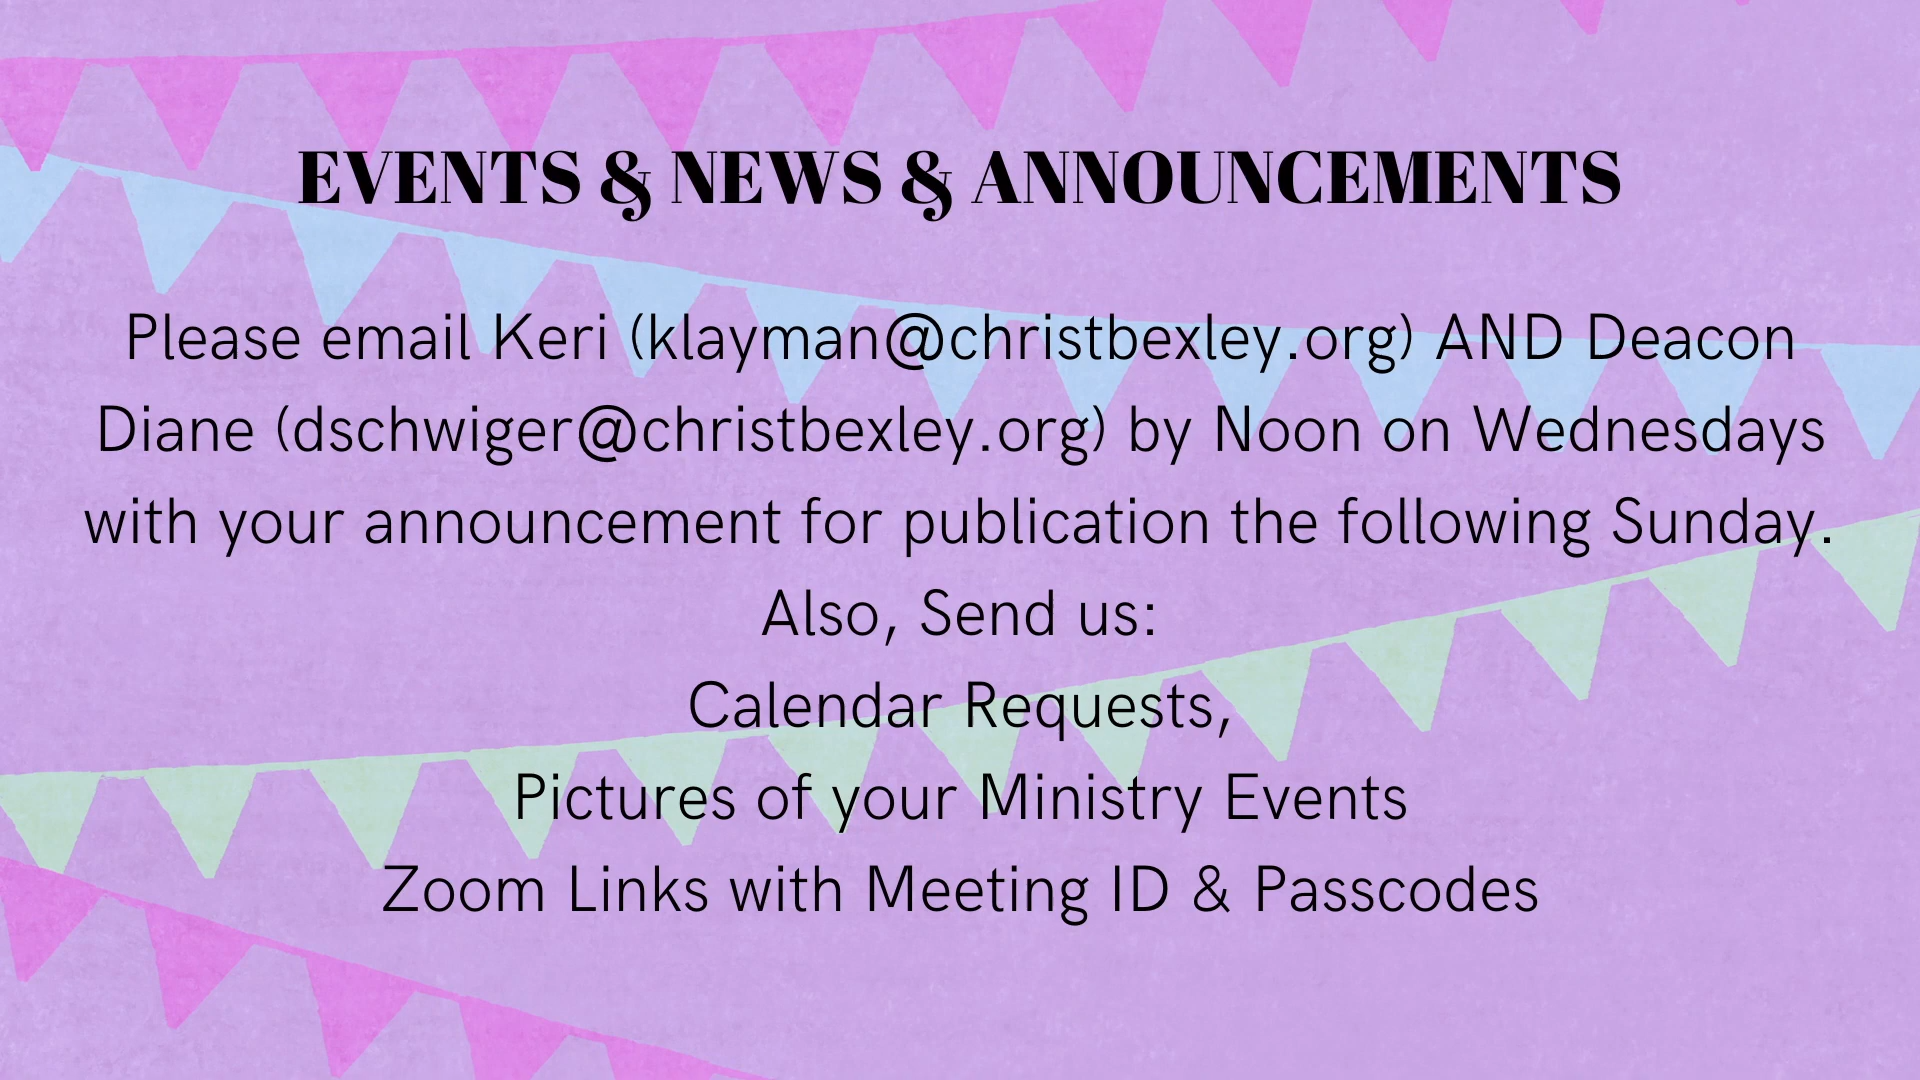 EVENTS & NEWS & ANNOUNCEMENTS
Please email Keri (klayman@christbexley.org) AND Deacon
Diane (dschwiger@christbexley.org) by Noon on Wednesdays
with your announcement for publication the following Sunday.
Also, Send us:
Calendar Requests,
Pictures of your Ministry Events
Zoom Links with Meeting ID & Passcodes